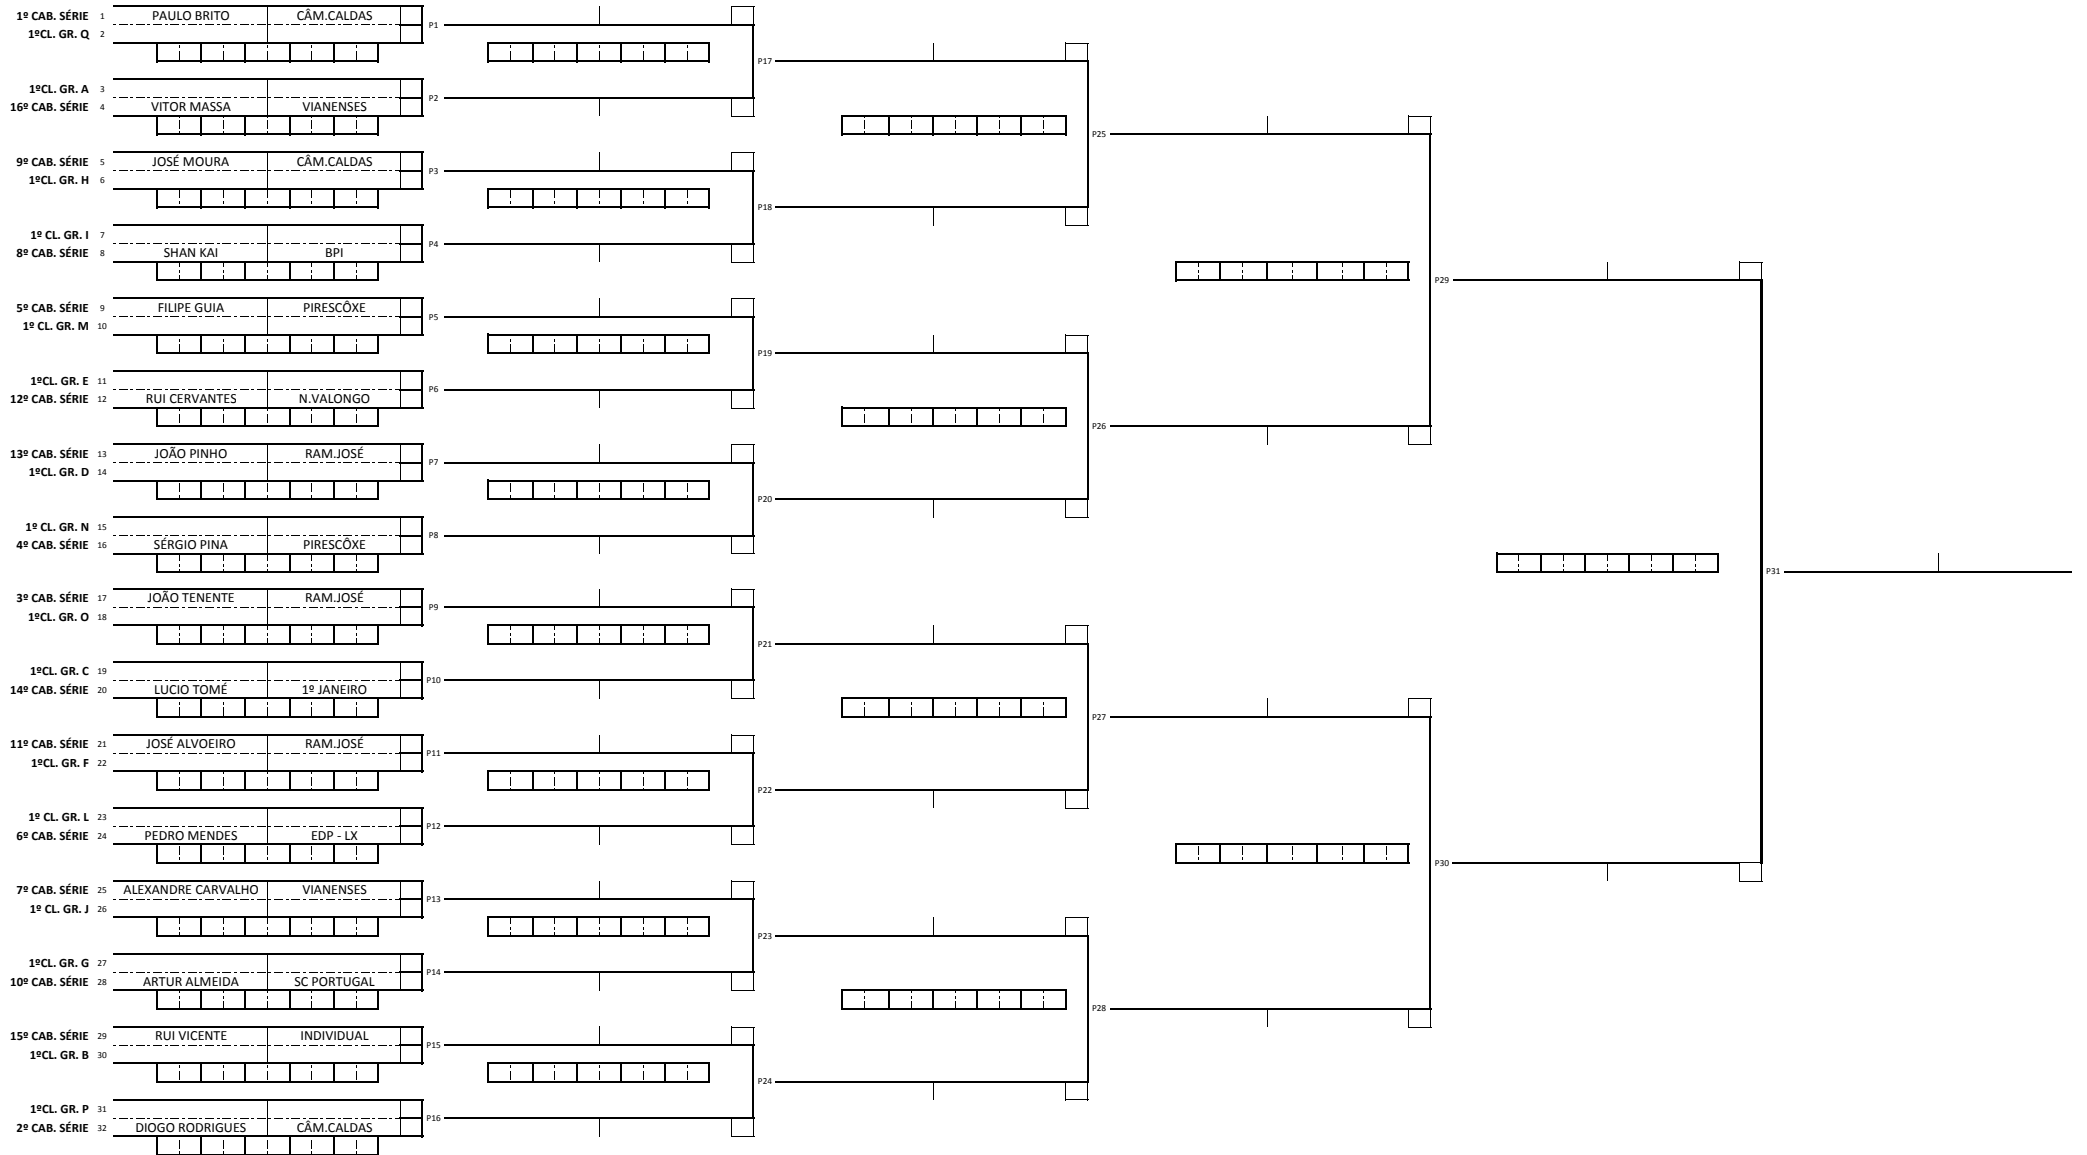 1º CAB. SÉRIE 1 PAULO BRITO CÂM.CALDAS
P1
1ºCL. GR. Q 2
P17
1ºCL. GR. A 3
P2
16º CAB. SÉRIE 4 VITOR MASSA VIANENSES
P25
9º CAB. SÉRIE 5 JOSÉ MOURA CÂM.CALDAS
P3
1ºCL. GR. H 6
P18
1º CL. GR. I 7
P4
8º CAB. SÉRIE 8 SHAN KAI BPI
P29
5º CAB. SÉRIE 9 FILIPE GUIA PIRESCÔXE
P5
1º CL. GR. M 10
P19
1ºCL. GR. E 11
P6
12º CAB. SÉRIE 12 RUI CERVANTES N.VALONGO
P26
13º CAB. SÉRIE 13 JOÃO PINHO RAM.JOSÉ
P7
1ºCL. GR. D 14
P20
1º CL. GR. N 15
P8
4º CAB. SÉRIE 16 SÉRGIO PINA PIRESCÔXE
P31
3º CAB. SÉRIE 17 JOÃO TENENTE RAM.JOSÉ
P9
1ºCL. GR. O 18
P21
1ºCL. GR. C 19
P10
14º CAB. SÉRIE 20 LUCIO TOMÉ 1º JANEIRO
P27
11º CAB. SÉRIE 21 JOSÉ ALVOEIRO RAM.JOSÉ
P11
1ºCL. GR. F 22
P22
1º CL. GR. L 23
P12
6º CAB. SÉRIE 24 PEDRO MENDES EDP - LX
P30
7º CAB. SÉRIE 25 ALEXANDRE CARVALHO VIANENSES
P13
1º CL. GR. J 26
P23
1ºCL. GR. G 27
P14
10º CAB. SÉRIE 28 ARTUR ALMEIDA SC PORTUGAL
P28
15º CAB. SÉRIE 29 RUI VICENTE INDIVIDUAL
P15
1ºCL. GR. B 30
P24
1ºCL. GR. P 31
P16
2º CAB. SÉRIE 32 DIOGO RODRIGUES CÂM.CALDAS